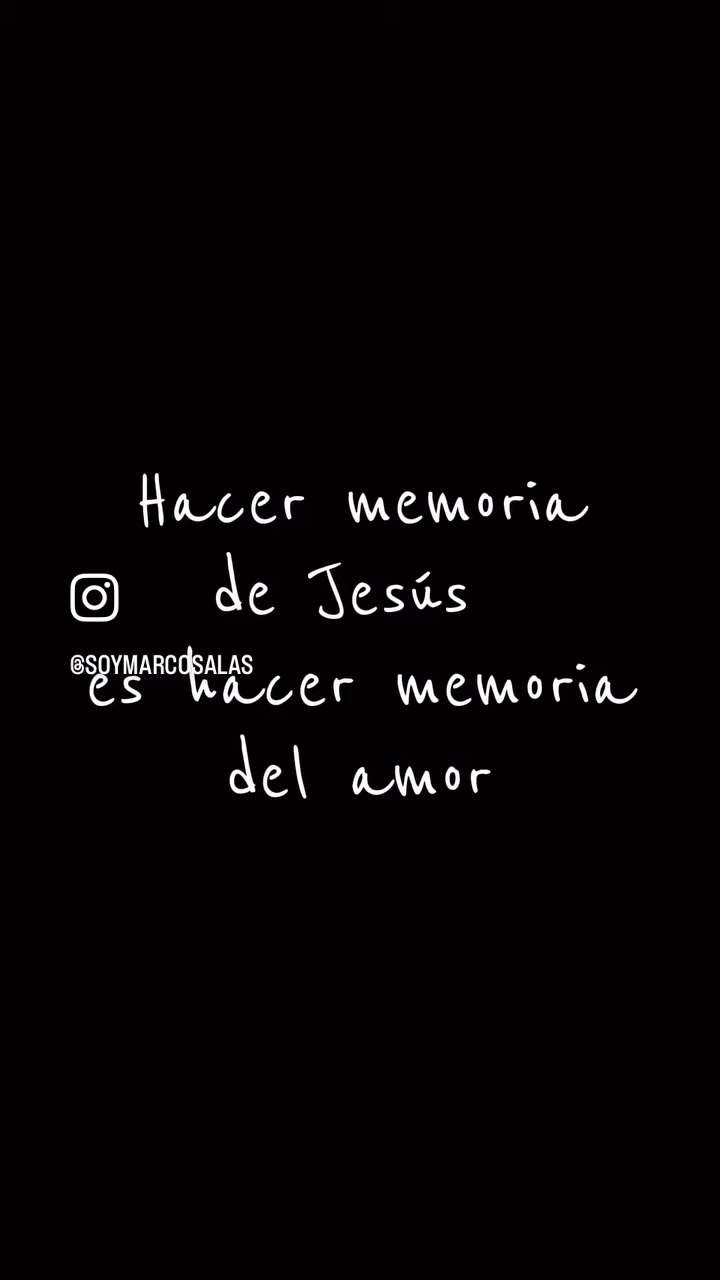 Hacer memoria
de Jesús
@SOYMARCOSALAS
es hacer memoria
del amor